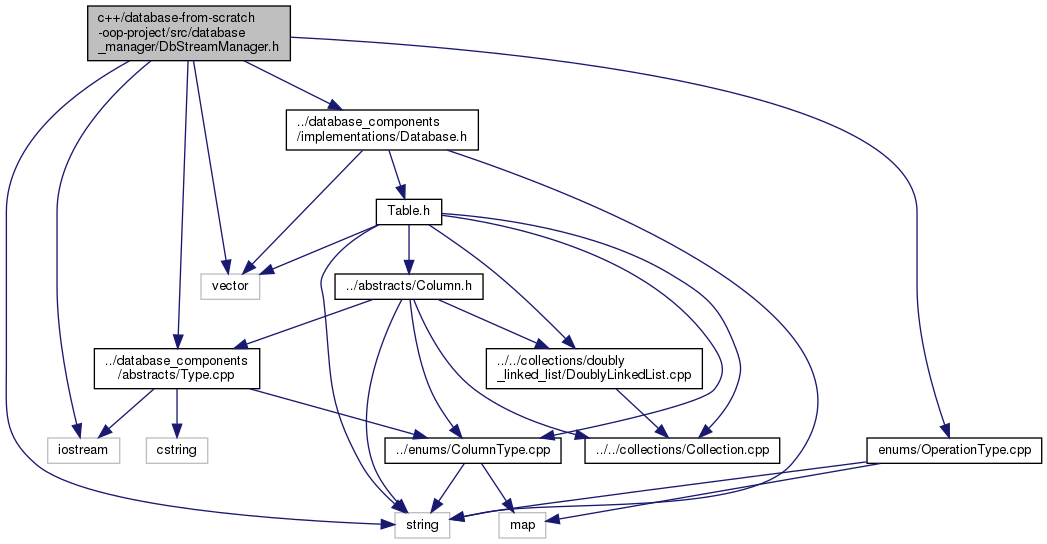 c++/database-from-scratch
-oop-project/src/database
_manager/DbStreamManager.h
../database_components
/implementations/Database.h
Table.h
vector
../abstracts/Column.h
../database_components
/abstracts/Type.cpp
../../collections/doubly
_linked_list/DoublyLinkedList.cpp
iostream
cstring
../enums/ColumnType.cpp
../../collections/Collection.cpp
enums/OperationType.cpp
string
map